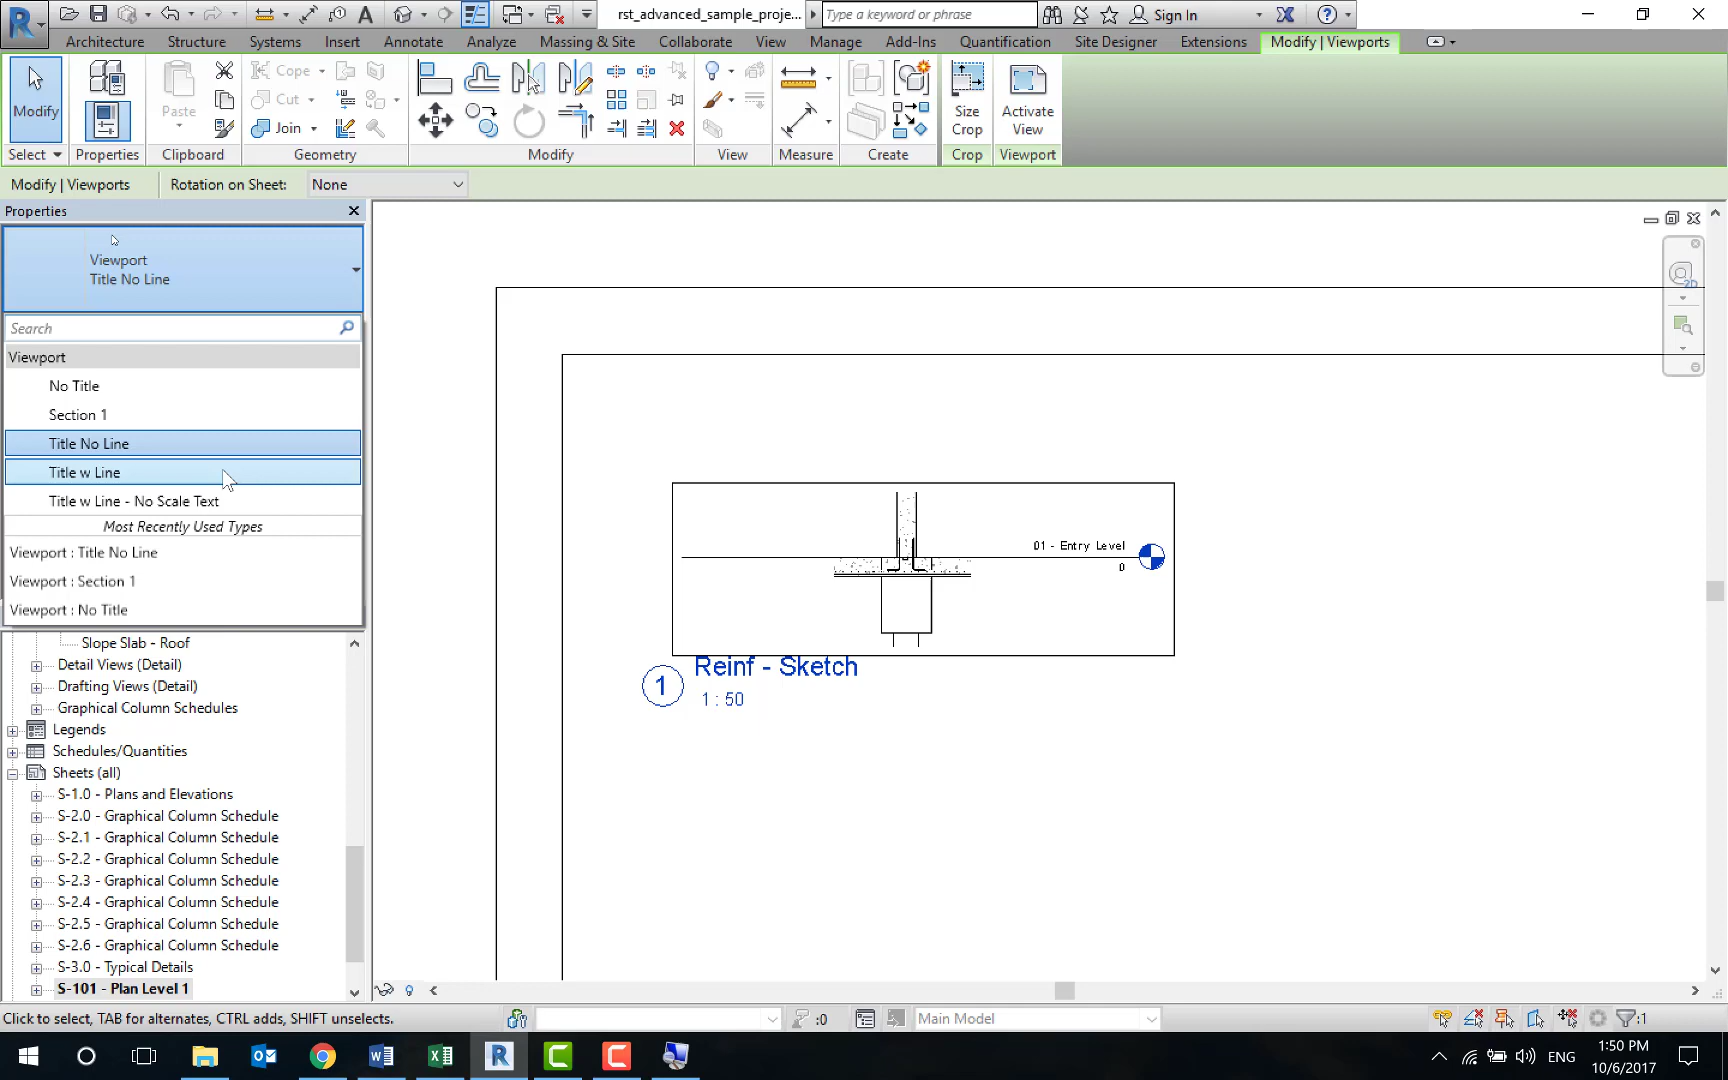 rst_advanced_sample_proje...
Type a keyword or phrase
Sign In
Architecture
Structure
Systems
Insert
Annotate
Analyze
Massing & Site
Collaborate
View
Manage
Add-Ins
Quantification
Site Designer
Extensions
Modify | Viewports
Modify
Paste
Cope
Cut
Join
Size
Crop
Activate
View
Select
Properties
Clipboard
Geometry
Modify
View
Measure
Create
Crop
Viewport
Modify | Viewports
Rotation on Sheet:
None
Properties
Viewport
Title No Line
Search
Viewport
No Title
Section 1
Title No Line
Title w Line
Title w Line - No Scale Text
Most Recently Used Types
Viewport : Title No Line
Viewport : Section 1
Viewport : No Title
Slope Slab - Roof
Detail Views (Detail)
Drafting Views (Detail)
Graphical Column Schedules
Legends
Schedules/Quantities
Sheets (all)
S-1.0 - Plans and Elevations
S-2.0 - Graphical Column Schedule
S-2.1 - Graphical Column Schedule
S-2.2 - Graphical Column Schedule
S-2.3 - Graphical Column Schedule
S-2.4 - Graphical Column Schedule
S-2.5 - Graphical Column Schedule
S-2.6 - Graphical Column Schedule
S-3.0 - Typical Details
S-101 - Plan Level 1
2D
01 - Entry Level
0
1
Reinf - Sketch
1 : 50
Click to select, TAB for alternates, CTRL adds, SHIFT unselects.
:0
Main Model
:1
ENG
1:50 PM
10/6/2017